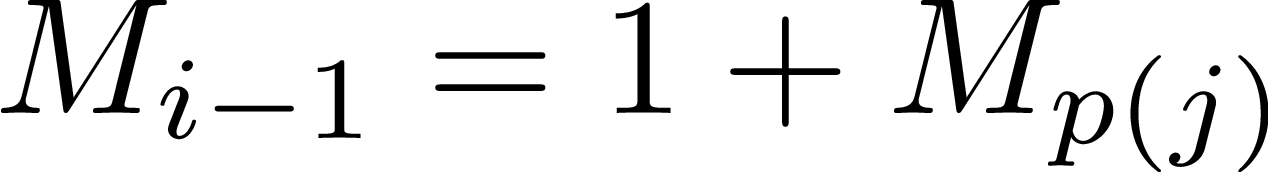 M_{i-1} = 1 + M_{p(j)}